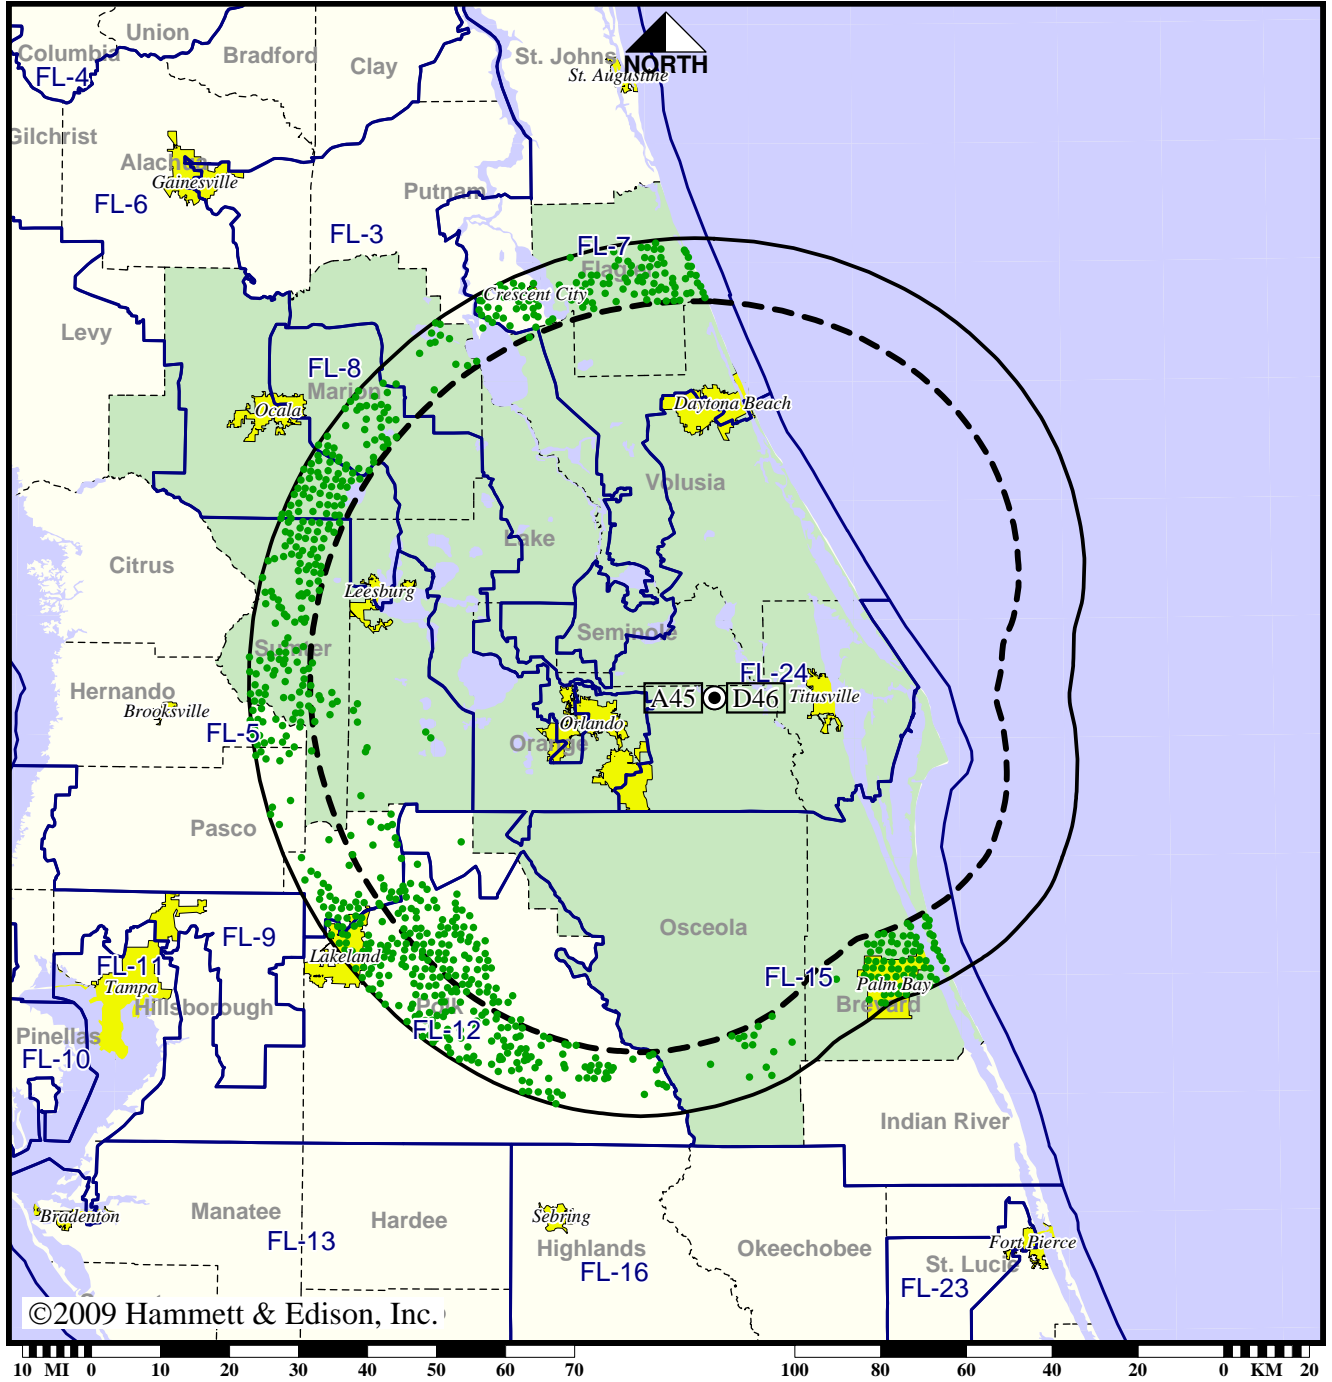 Union
Columbia
Bradford
St. Johns
Clay
NORTH
FL-4
St. Augustine
Gilchrist
Alachua
Gainesville
Putnam
FL-6
FL-3
FL-7
Flagler
Crescent City
Levy
FL-8
Marion
Ocala
Daytona Beach
Volusia
Lake
Citrus
Leesburg
Seminole
Sumter
FL-24
Hernando
Titusville
A45
D46
Brooksville
Orlando
FL-5
Orange
Pasco
Osceola
FL-9
Lakeland
FL-11
FL-15
Tampa
Palm Bay
Hillsborough
Polk
Brevard
Pinellas
FL-12
FL-10
Indian River
Manatee
Bradenton
Hardee
Sebring
FL-13
Highlands
Okeechobee
Fort Pierce
St. Lucie
FL-16
FL-23
©2009 Hammett & Edison, Inc.
10 MI 0 10 20 30 40 50 60 70
100 80 60 40 20 0 KM 20